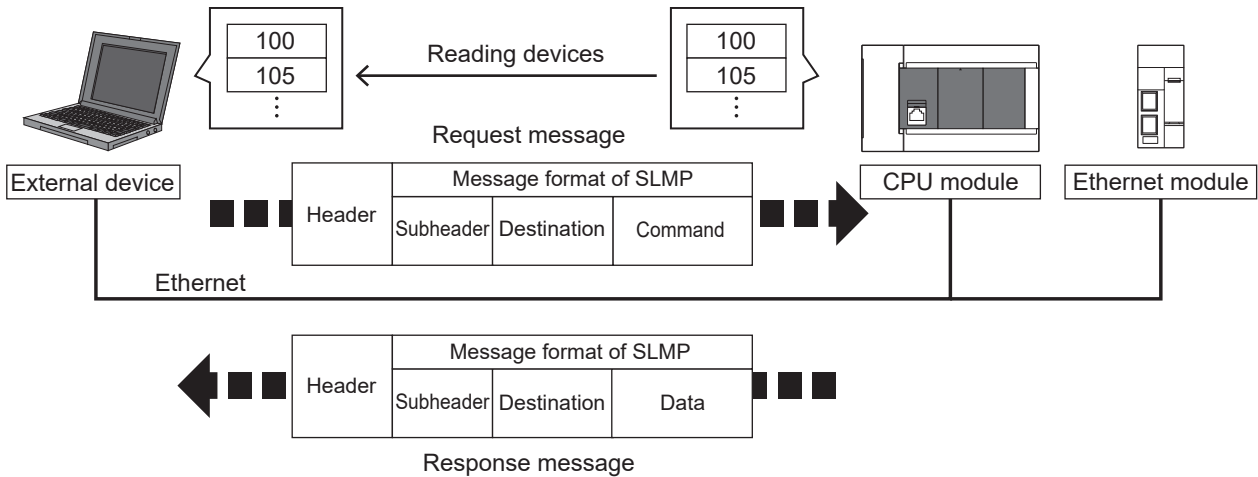 100
105
⋮
Reading devices
100
105
⋮
Request message
External device
CPU module
Ethernet module
Header
Message format of SLMP
Subheader
Destination
Command
Ethernet
Header
Message format of SLMP
Subheader
Destination
Data
Response message